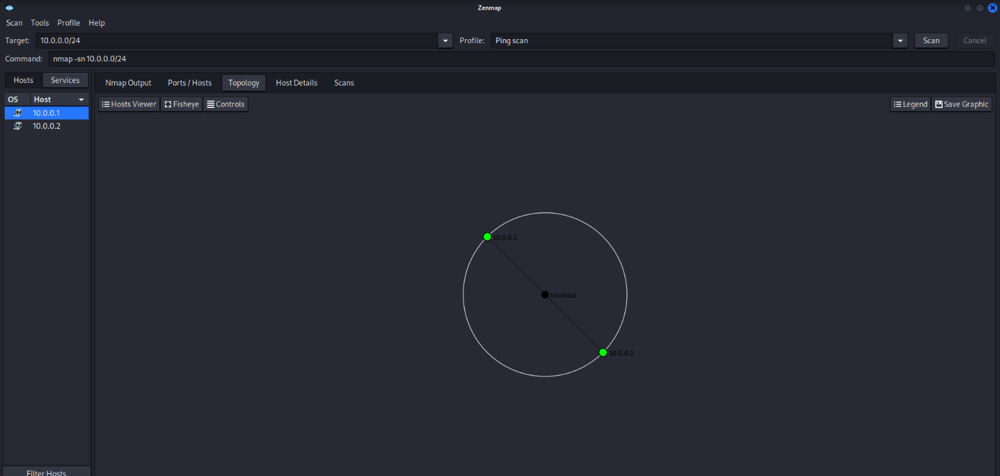 Zenmap
Scan Tools Profile Help
Target: 10.0.0.0/24 Profile: Ping scan Scan Cancel
Command: nmap -sn 10.0.0.0/24
Hosts Services
Nmap Output Ports / Hosts Topology Host Details Scans
OS Host
Hosts Viewer Fisheye Controls Legend Save Graphic
10.0.0.1
10.0.0.2
10.0.0.1
localhost
10.0.0.2
Filter Hosts